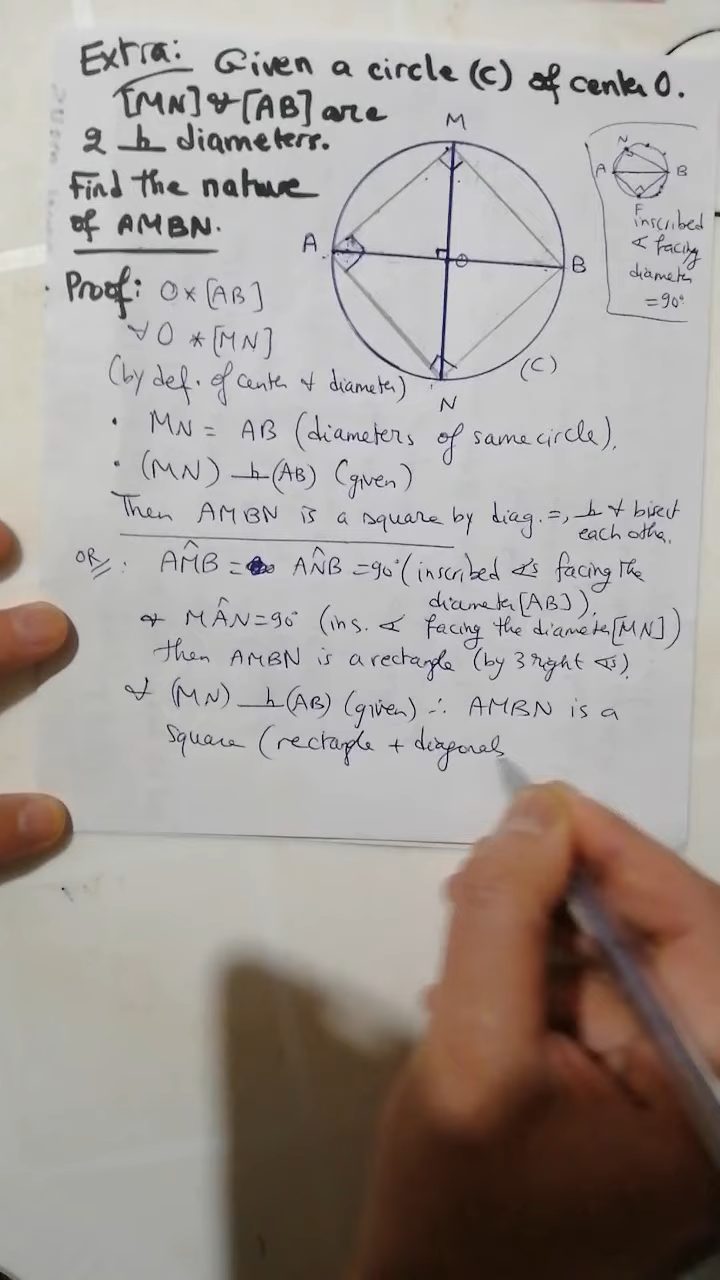 Extra: Given a circle (C) of center O.
[MN] & [AB] are
2 ⊥ diameters.
Find the nature
of AMBN.
M
A
B
O
N
(C)
N
A
B
F
inscribed
∢ facing
diameter
= 90°
Proof: O * [AB]
& O * [MN]
(by def. of center & diameter)
• MN = AB (diameters of same circle).
• (MN) ⊥ (AB) (given)
Then AMBN is a square by diag. =, ⊥ & bisect
each other.
OR: AM̂B = AN̂B = 90° (inscribed ∢s facing the
diameter [AB]).
& MÂN = 90° (ins. ∢ facing the diameter [MN])
then AMBN is a rectangle (by 3 right ∢s)
& (MN) ⊥ (AB) (given) ∴ AMBN is a
square (rectangle + diagonals